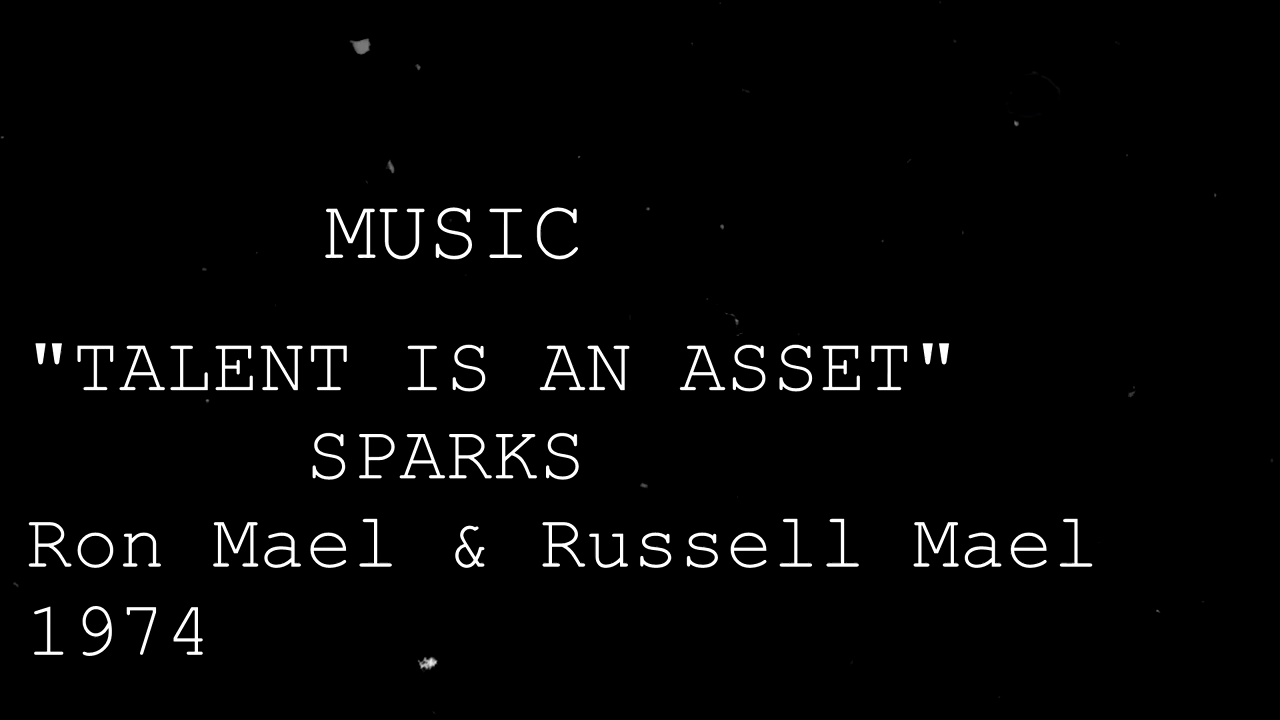 MUSIC
"TALENT IS AN ASSET"
SPARKS
Ron Mael & Russell Mael
1974